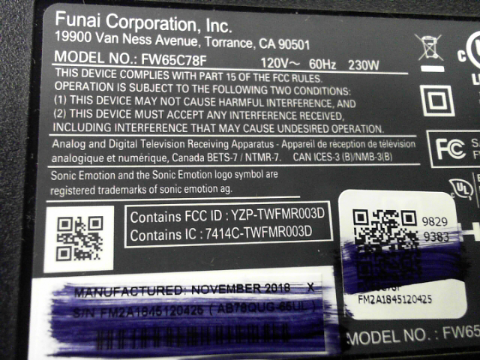 Funai Corporation, Inc.
19900 Van Ness Avenue, Torrance, CA 90501
MODEL NO.: FW65C78F 120V~ 60Hz 230W
THIS DEVICE COMPLIES WITH PART 15 OF THE FCC RULES.
OPERATION IS SUBJECT TO THE FOLLOWING TWO CONDITIONS:
(1) THIS DEVICE MAY NOT CAUSE HARMFUL INTERFERENCE, AND
(2) THIS DEVICE MUST ACCEPT ANY INTERFERENCE RECEIVED,
INCLUDING INTERFERENCE THAT MAY CAUSE UNDESIRED OPERATION.
Analog and Digital Television Receiving Apparatus - Appareil de réception de télévision
analogique et numérique, Canada BETS-7 / NTMR-7. CAN ICES-3 (B)/NMB-3(B)
Sonic Emotion and the Sonic Emotion logo symbol are
registered trademarks of sonic emotion ag.
Contains FCC ID : YZP-TWFMR003D
Contains IC : 7414C-TWFMR003D
MANUFACTURED: NOVEMBER 2018 X
S/N FM2A1845120425 ( AB78QUG-65UL )
C
UL
FC
S
UL
9829
9383
FM2A1845120425
FW65
MODEL NO.: